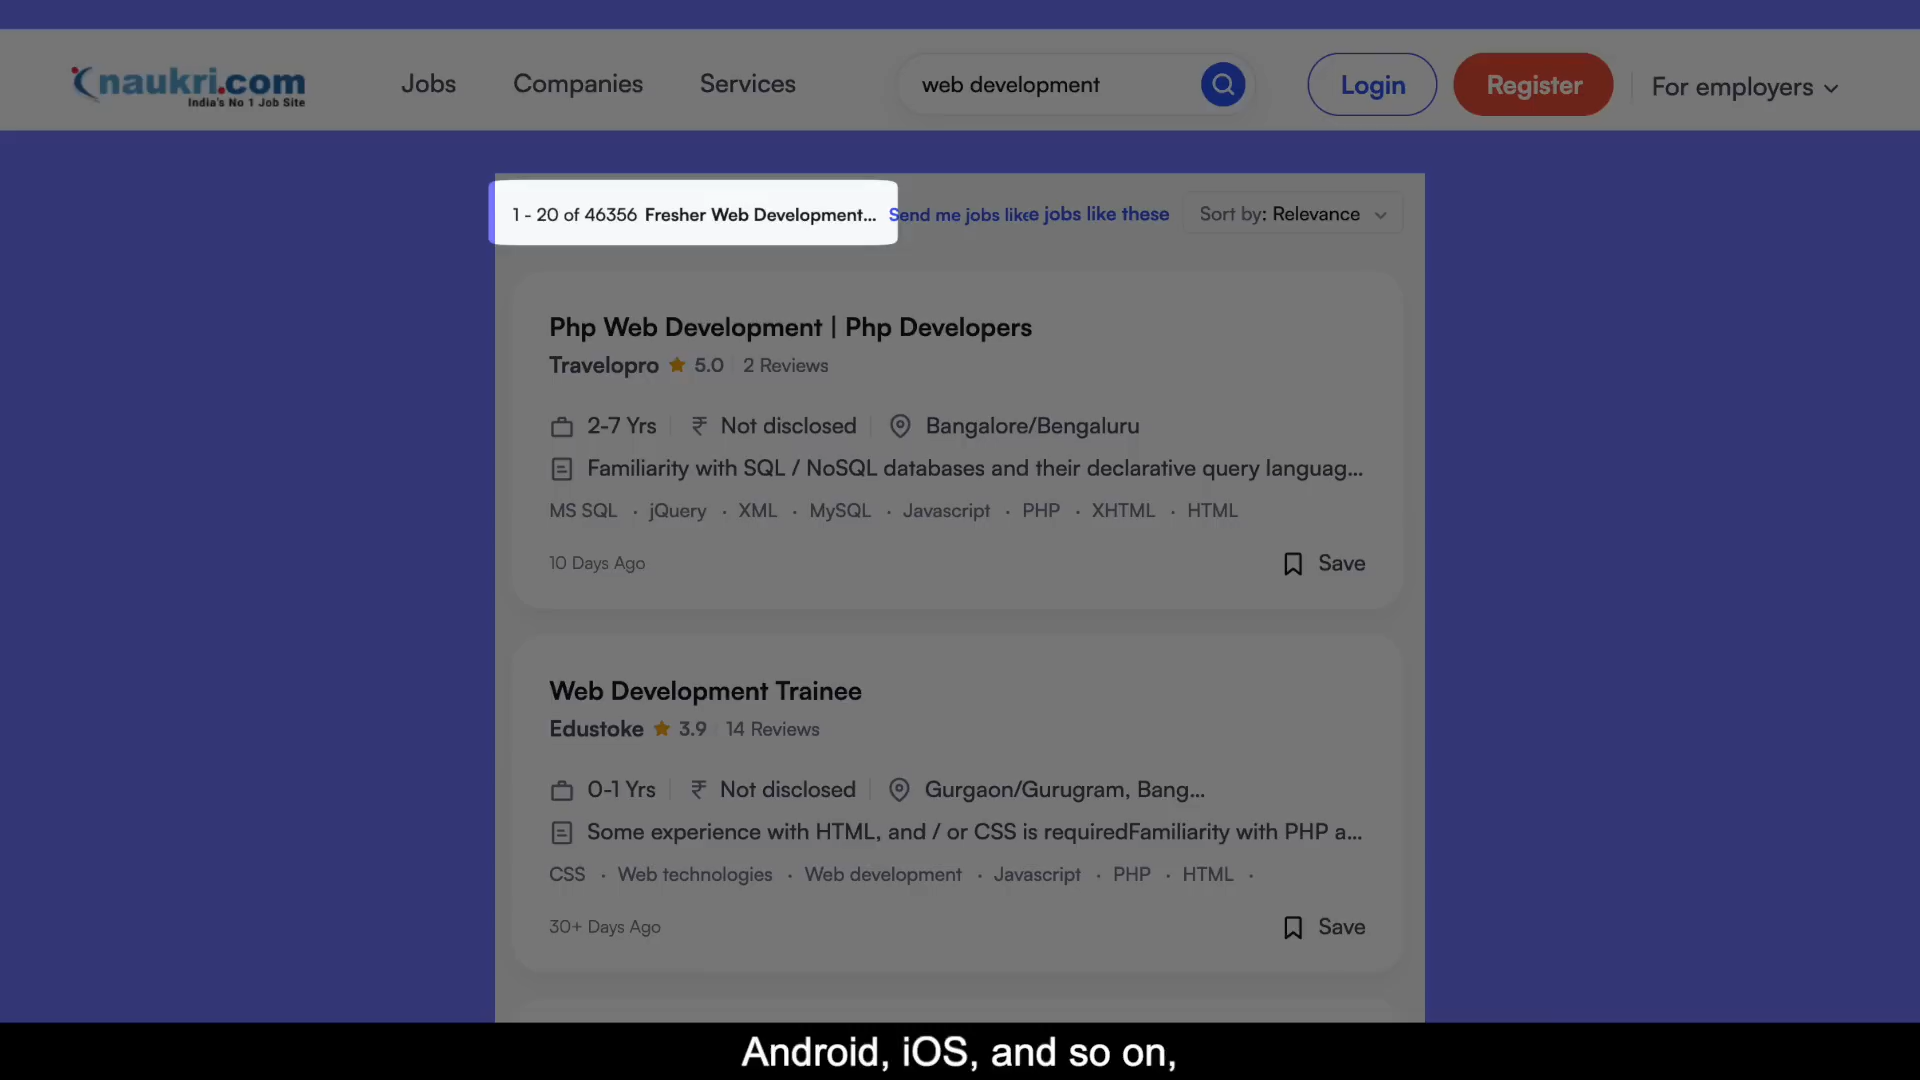 naukri.com
India's No 1 Job Site
Jobs Companies Services web development Login Register For employers
1 - 20 of 46356 Fresher Web Development... Send me jobs like jobs like these Sort by: Relevance
Php Web Development | Php Developers
Travelopro 5.0 2 Reviews
2-7 Yrs ₹ Not disclosed Bangalore/Bengaluru
Familiarity with SQL / NoSQL databases and their declarative query languag...
MS SQL · jQuery · XML · MySQL · Javascript · PHP · XHTML · HTML
10 Days Ago Save
Web Development Trainee
Edustoke 3.9 14 Reviews
0-1 Yrs ₹ Not disclosed Gurgaon/Gurugram, Bang...
Some experience with HTML, and / or CSS is requiredFamiliarity with PHP a...
CSS · Web technologies · Web development · Javascript · PHP · HTML ·
30+ Days Ago Save
Android, iOS, and so on,